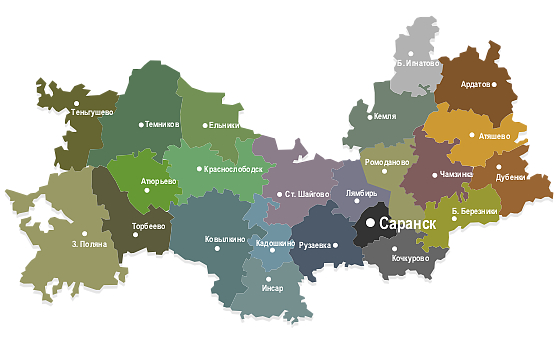 Б. Игнатово
Ардатов
Теньгушево
Темников
Ельники
Кемля
Атяшево
Ромоданово
Краснослободск
Чамзинка
Дубенки
Атюрьево
Ст. Шайгово
Лямбирь
Б. Березники
Саранск
Торбеево
З. Поляна
Ковылкино
Кадошкино
Рузаевка
Кочкурово
Инсар